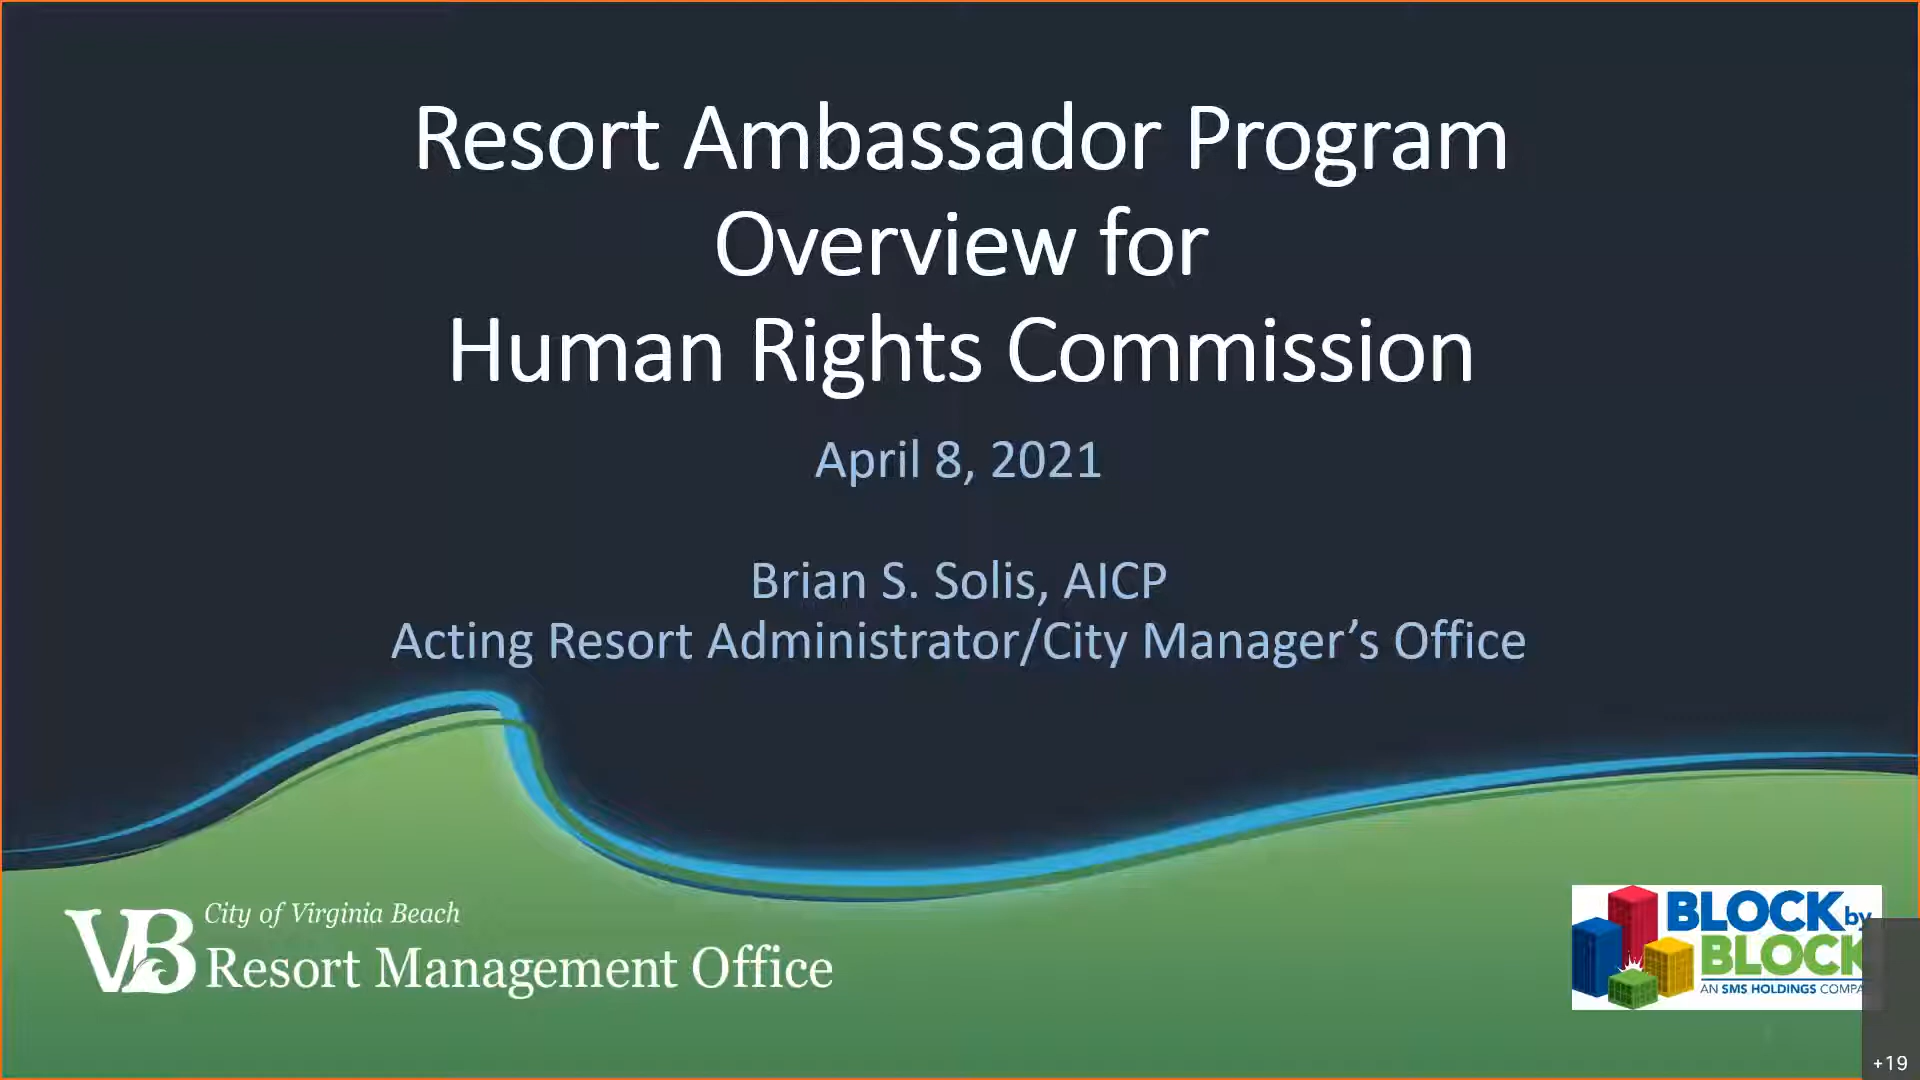 Resort Ambassador Program
Overview for
Human Rights Commission
April 8, 2021
Brian S. Solis, AICP
Acting Resort Administrator/City Manager’s Office
VB
City of Virginia Beach
Resort Management Office
BLOCK by
BLOCK
AN SMS HOLDINGS COMPA
+19